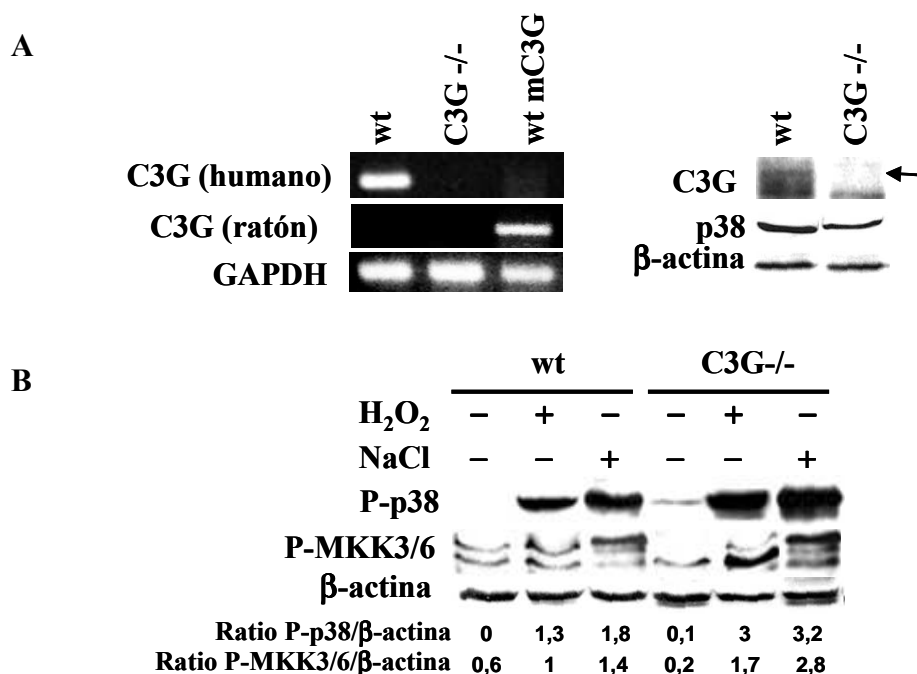 A
wt
C3G -/-
wt mC3G
C3G (humano)
C3G (ratón)
GAPDH
wt
C3G -/-
C3G
p38
β-actina
B
wt C3G-/-
H₂O₂ – + – – + –
NaCl – – + – – +
P-p38
P-MKK3/6
β-actina
Ratio P-p38/β-actina 0 1,3 1,8 0,1 3 3,2
Ratio P-MKK3/6/β-actina 0,6 1 1,4 0,2 1,7 2,8